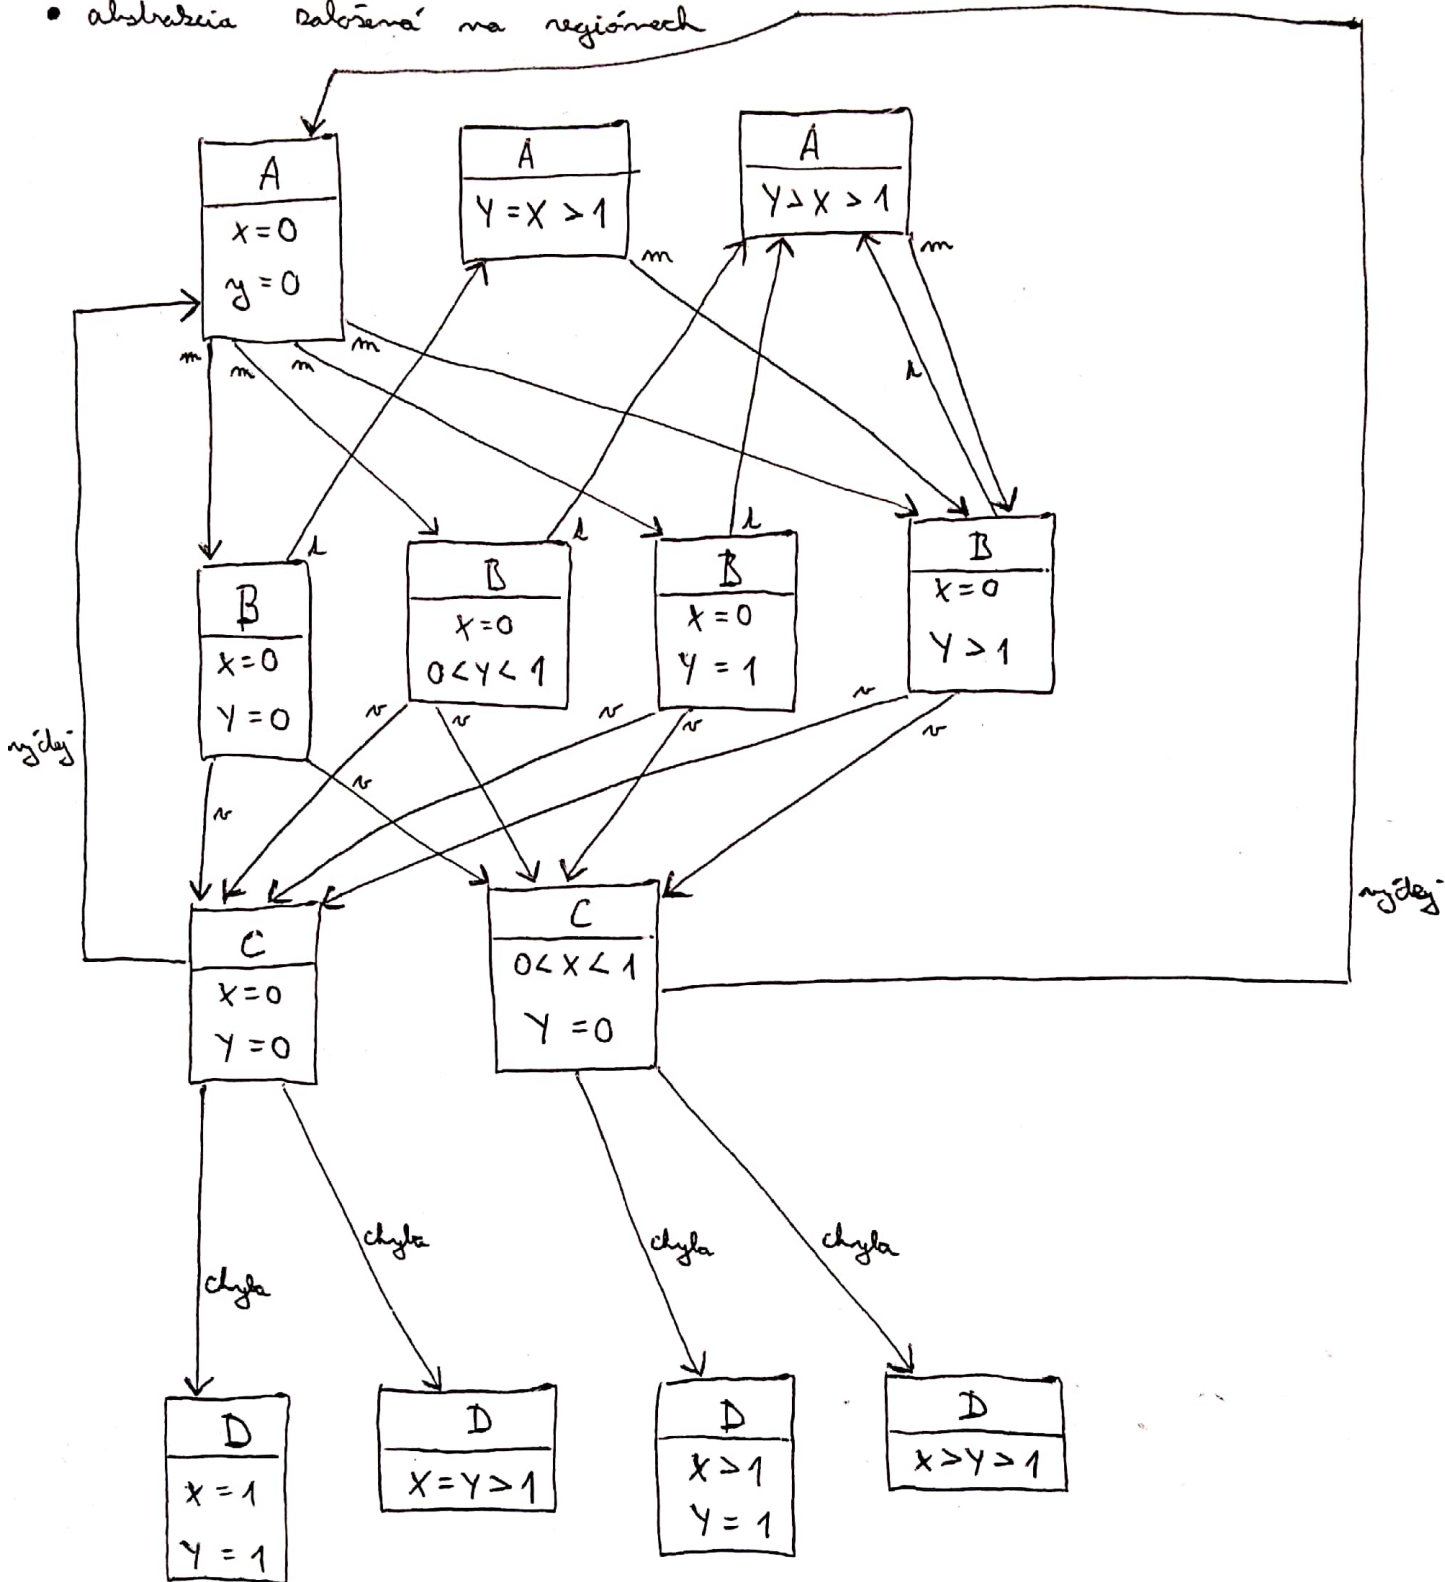 • abstrakcia založená na regiónech
A
x=0
y=0
A
Y=X >1
A
Y>X >1
m
m
m
m
m
m
s
s
s
s
B
X=0
Y=0
B
X=0
0<Y<1
B
X=0
Y=1
B
X=0
Y>1
v
v
v
v
v
v
v
v
výdej
výdej
C
X=0
Y=0
C
0<X<1
Y=0
chyba
chyba
chyba
chyba
D
X=1
Y=1
D
X=Y>1
D
X>1
Y=1
D
X>Y>1